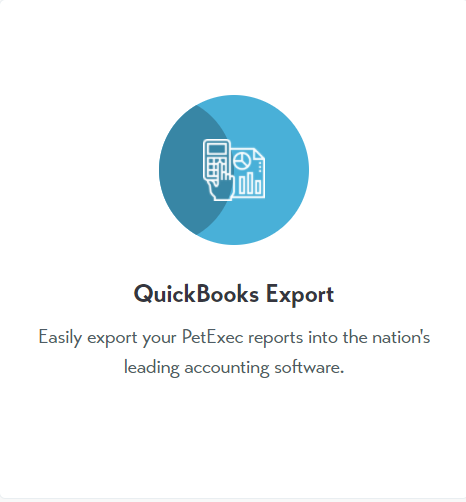 QuickBooks Export
Easily export your PetExec reports into the nation's
leading accounting software.